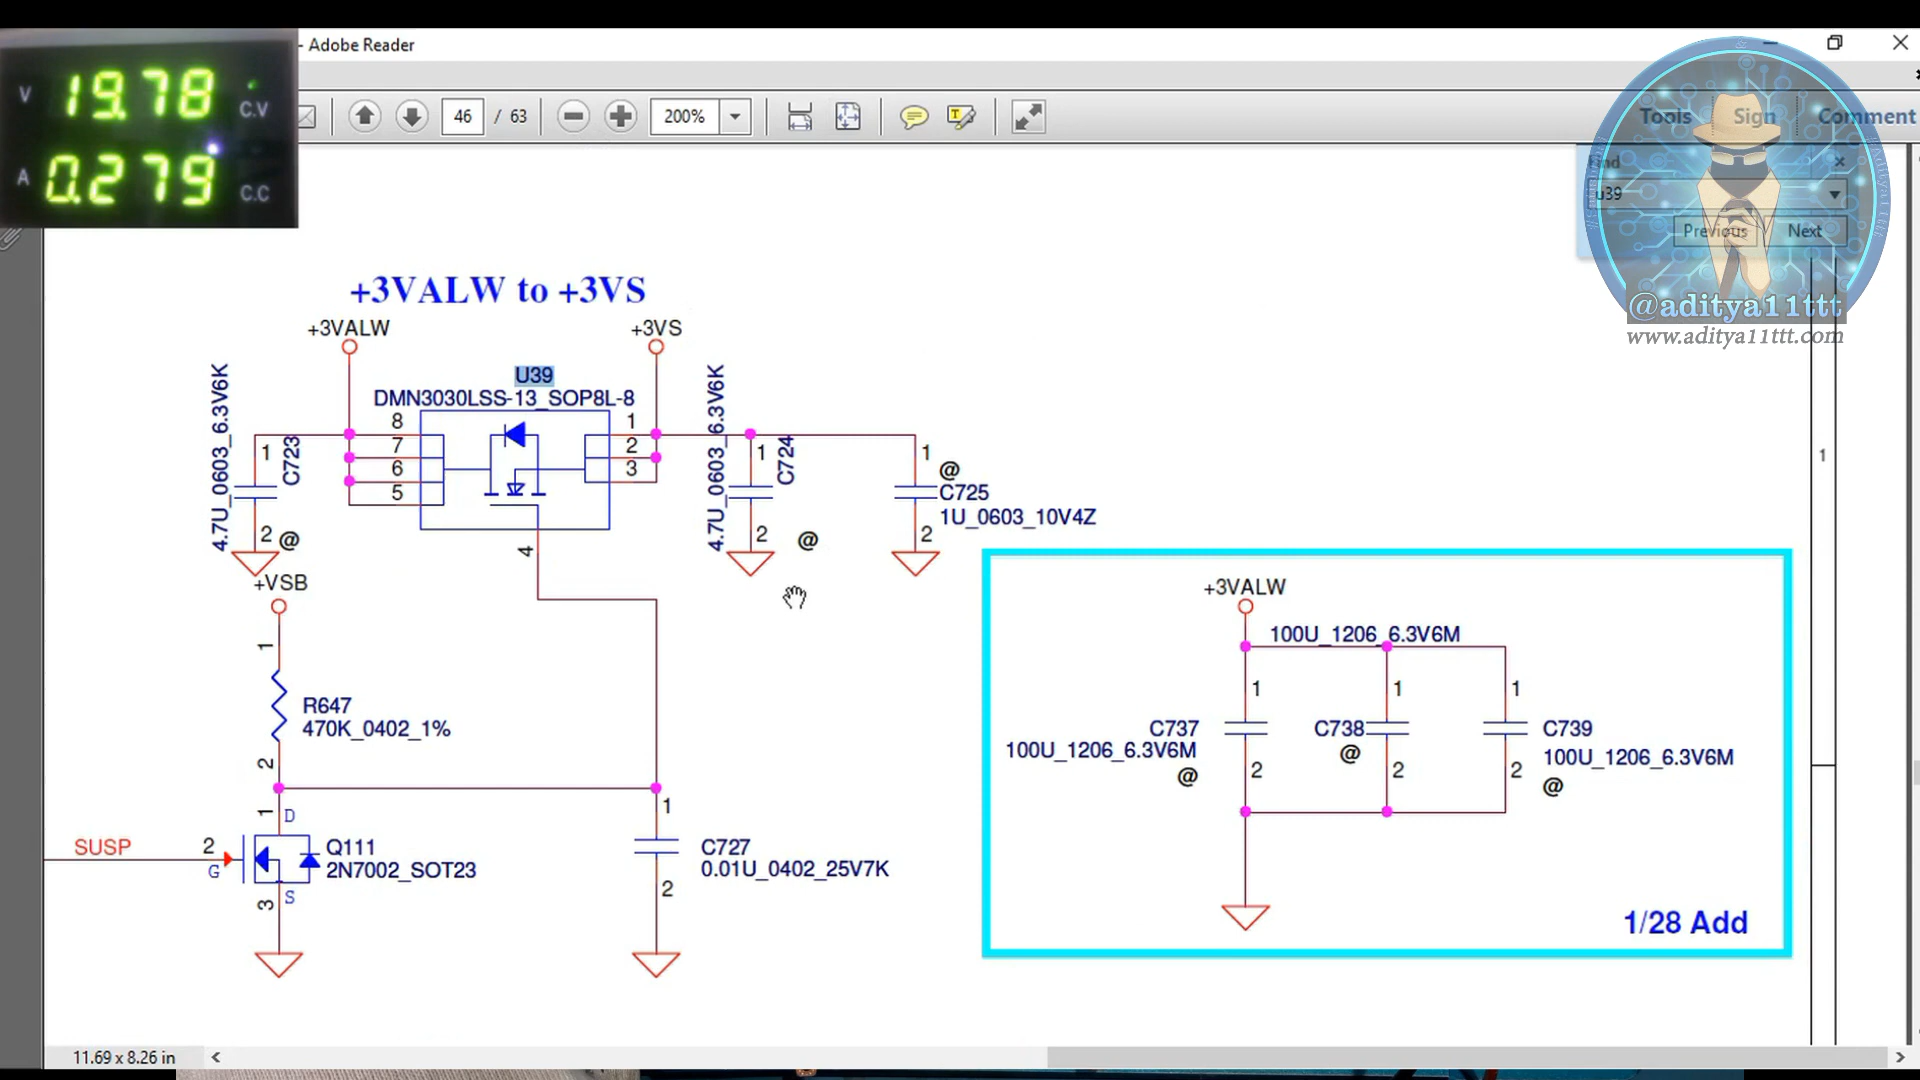 - Adobe Reader
V 19.78 C.V
A 0.279 C.C
46 / 63
200%
Tools Sign Comment
Find
u39
Previous Next
@aditya11ttt
www.aditya11ttt.com
+3VALW to +3VS
+3VALW
+3VS
U39
DMN3030LSS-13_SOP8L-8
8
7
6
5
1
2
3
4
4.7U_0603_6.3V6K
1
C723
2
@
4.7U_0603_6.3V6K
1
C724
2
@
1
@
C725
1U_0603_10V4Z
2
+VSB
1
R647
470K_0402_1%
2
1
D
SUSP
2
G
Q111
2N7002_SOT23
3
S
1
C727
0.01U_0402_25V7K
2
+3VALW
100U_1206_6.3V6M
1
1
1
C737
100U_1206_6.3V6M
@
2
C738
@
2
C739
100U_1206_6.3V6M
@
2
1/28 Add
1
11.69 x 8.26 in